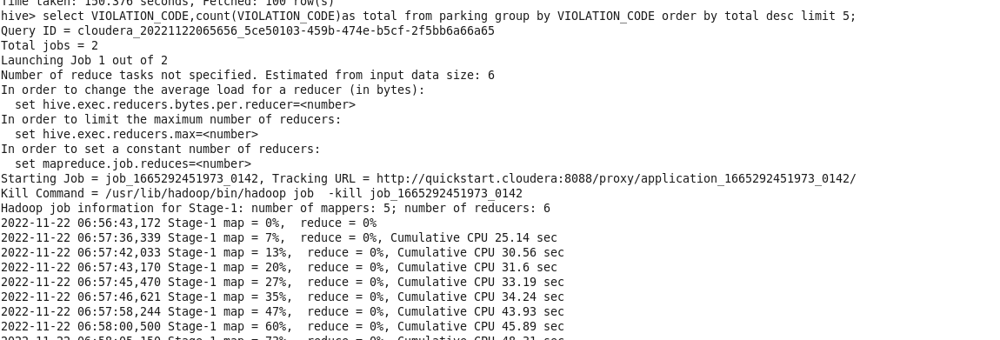 Time taken: 150.376 seconds, Fetched: 100 row(s)
hive> select VIOLATION_CODE,count(VIOLATION_CODE)as total from parking group by VIOLATION_CODE order by total desc limit 5;
Query ID = cloudera_20221122065656_5ce50103-459b-474e-b5cf-2f5bb6a66a65
Total jobs = 2
Launching Job 1 out of 2
Number of reduce tasks not specified. Estimated from input data size: 6
In order to change the average load for a reducer (in bytes):
  set hive.exec.reducers.bytes.per.reducer=<number>
In order to limit the maximum number of reducers:
  set hive.exec.reducers.max=<number>
In order to set a constant number of reducers:
  set mapreduce.job.reduces=<number>
Starting Job = job_1665292451973_0142, Tracking URL = http://quickstart.cloudera:8088/proxy/application_1665292451973_0142/
Kill Command = /usr/lib/hadoop/bin/hadoop job  -kill job_1665292451973_0142
Hadoop job information for Stage-1: number of mappers: 5; number of reducers: 6
2022-11-22 06:56:43,172 Stage-1 map = 0%,  reduce = 0%
2022-11-22 06:57:36,339 Stage-1 map = 7%,  reduce = 0%, Cumulative CPU 25.14 sec
2022-11-22 06:57:42,033 Stage-1 map = 13%,  reduce = 0%, Cumulative CPU 30.56 sec
2022-11-22 06:57:43,170 Stage-1 map = 20%,  reduce = 0%, Cumulative CPU 31.6 sec
2022-11-22 06:57:45,470 Stage-1 map = 27%,  reduce = 0%, Cumulative CPU 33.19 sec
2022-11-22 06:57:46,621 Stage-1 map = 35%,  reduce = 0%, Cumulative CPU 34.24 sec
2022-11-22 06:57:58,244 Stage-1 map = 47%,  reduce = 0%, Cumulative CPU 43.93 sec
2022-11-22 06:58:00,500 Stage-1 map = 60%,  reduce = 0%, Cumulative CPU 45.89 sec
2022-11-22 Stage-1 map = reduce = 0%, Cumulative CPU sec